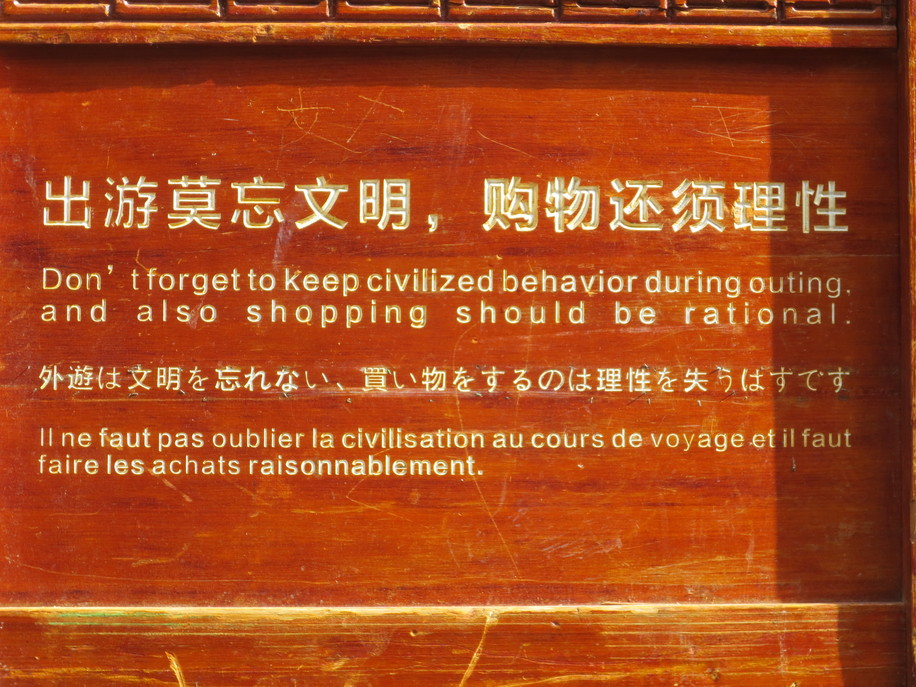 出游莫忘文明，购物还须理性
Don’t forget to keep civilized behavior during outing,
and also shopping should be rational.
外遊は文明を忘れない、買い物をするのは理性を失うはずです
Il ne faut pas oublier la civilisation au cours de voyage et il faut
faire les achats raisonnablement.